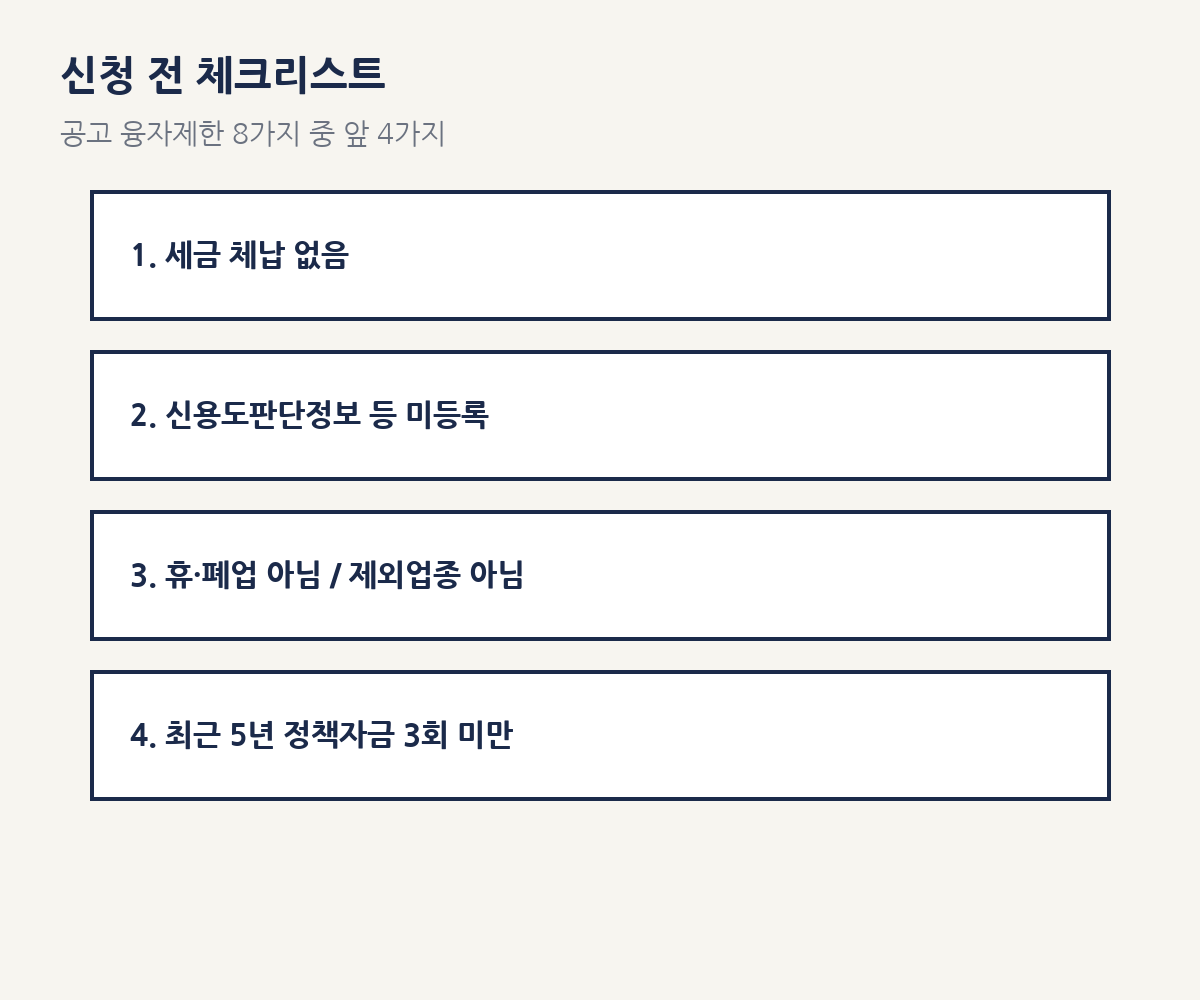 신청 전 체크리스트
공고 융자제한 8가지 중 앞 4가지
1. 세금 체납 없음
2. 신용도판단정보 등 미등록
3. 휴·폐업 아님 / 제외업종 아님
4. 최근 5년 정책자금 3회 미만